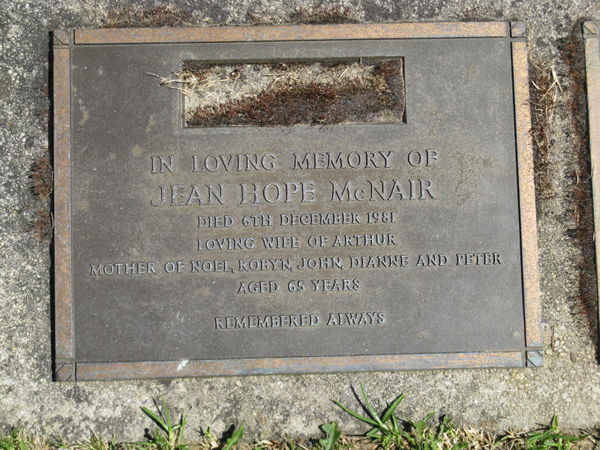 IN LOVING MEMORY OF
JEAN HOPE McNAIR
DIED 6TH DECEMBER 1981
LOVING WIFE OF ARTHUR
MOTHER OF NOEL, ROBYN, JOHN, DIANNE AND PETER
AGED 65 YEARS
REMEMBERED ALWAYS